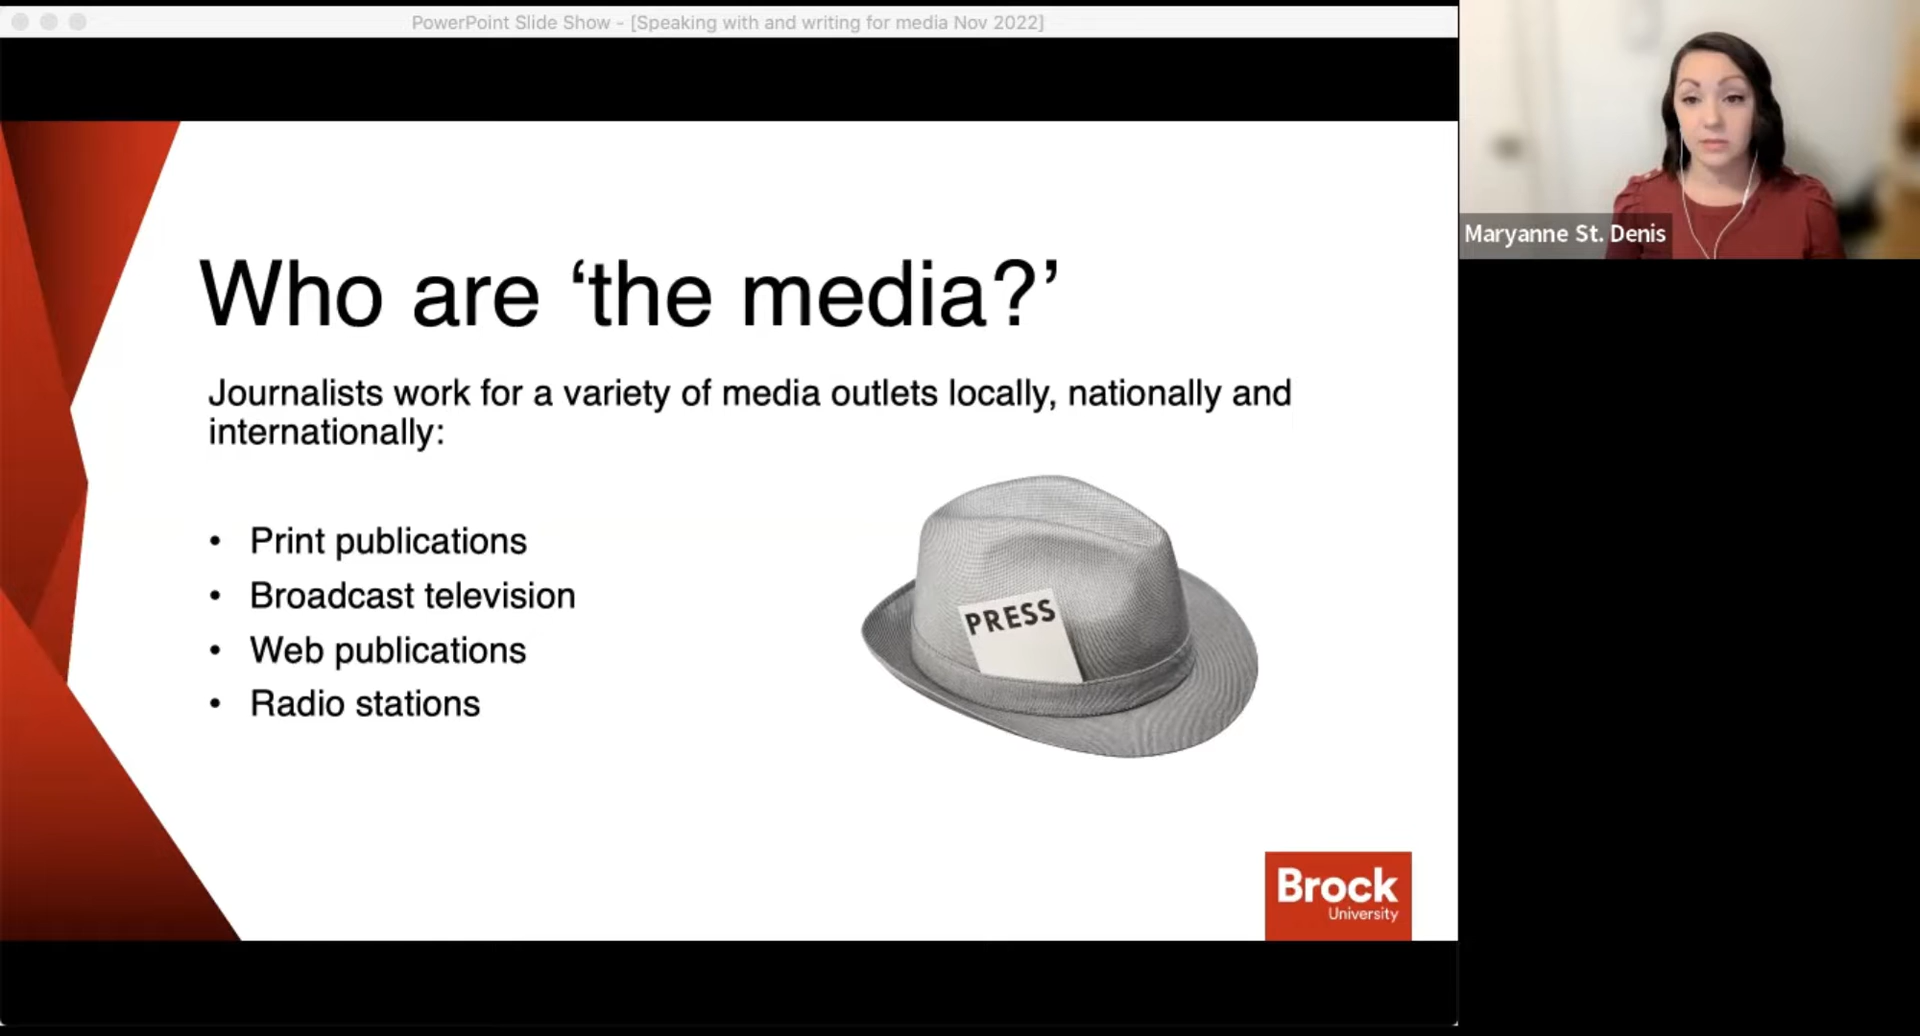 PowerPoint Slide Show - [Speaking with and writing for media Nov 2022]
Who are ‘the media?’
Journalists work for a variety of media outlets locally, nationally and
internationally:
• Print publications
• Broadcast television
• Web publications
• Radio stations
PRESS
Brock
University
Maryanne St. Denis